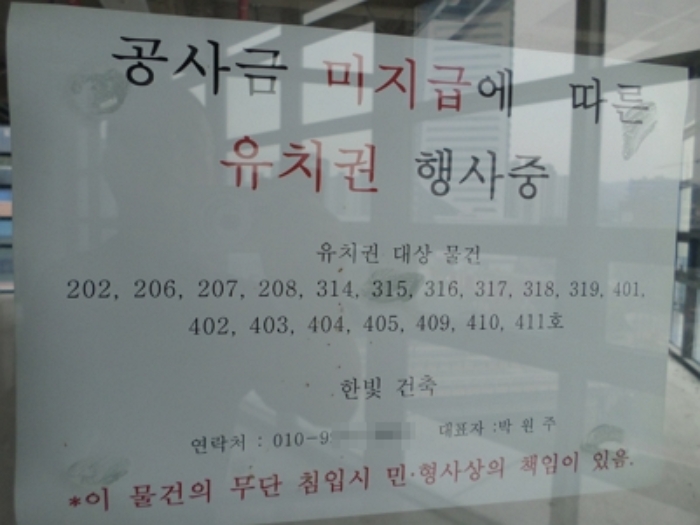 공사금 미지급에 따른
유치권 행사중
유치권 대상 물건
202, 206, 207, 208, 314, 315, 316, 317, 318, 319, 401,
402, 403, 404, 405, 409, 410, 411호
한빛 건축
연락처 : 010-9 대표자 :박 원 주
*이 물건의 무단 침입시 민·형사상의 책임이 있음.